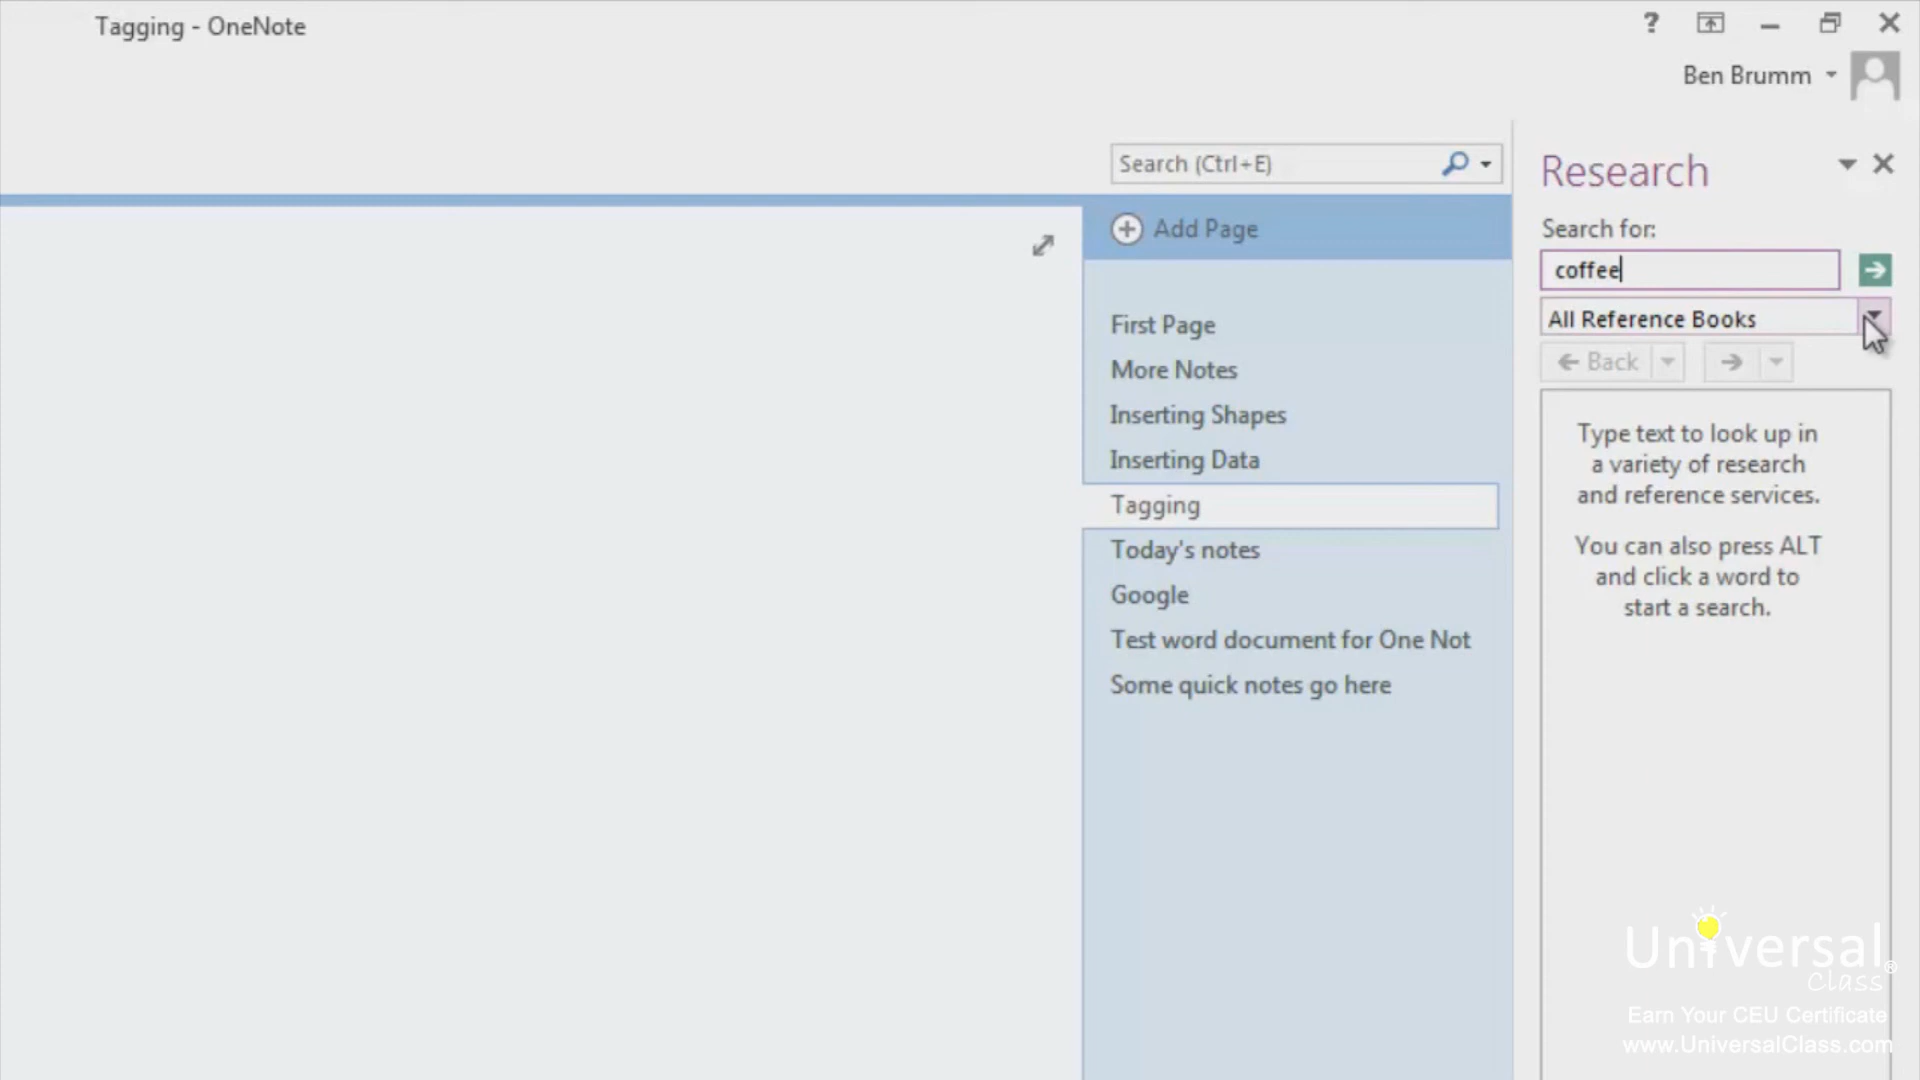 Tagging - OneNote
?
Ben Brumm
Search (Ctrl+E)
Research
Add Page
Search for:
coffee
All Reference Books
Back
First Page
More Notes
Inserting Shapes
Inserting Data
Tagging
Today's notes
Google
Test word document for One Not
Some quick notes go here
Type text to look up in
a variety of research
and reference services.
You can also press ALT
and click a word to
start a search.
Universal
Class®
Earn Your CEU Certificate
www.UniversalClass.com